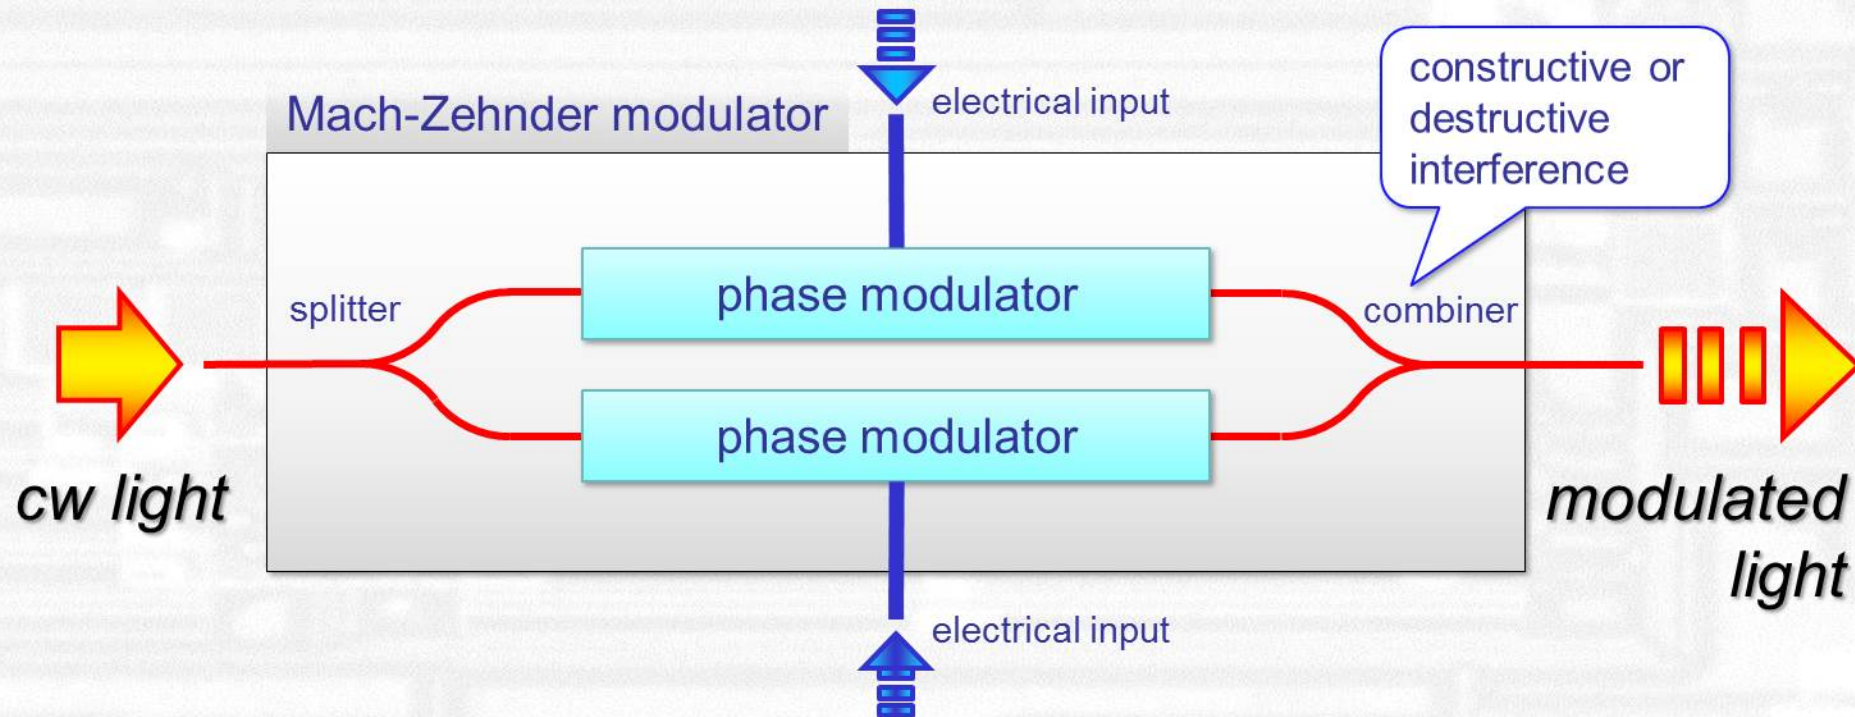 Mach-Zehnder modulator
electrical input
constructive or
destructive
interference
splitter
phase modulator
combiner
phase modulator
cw light
modulated
light
electrical input